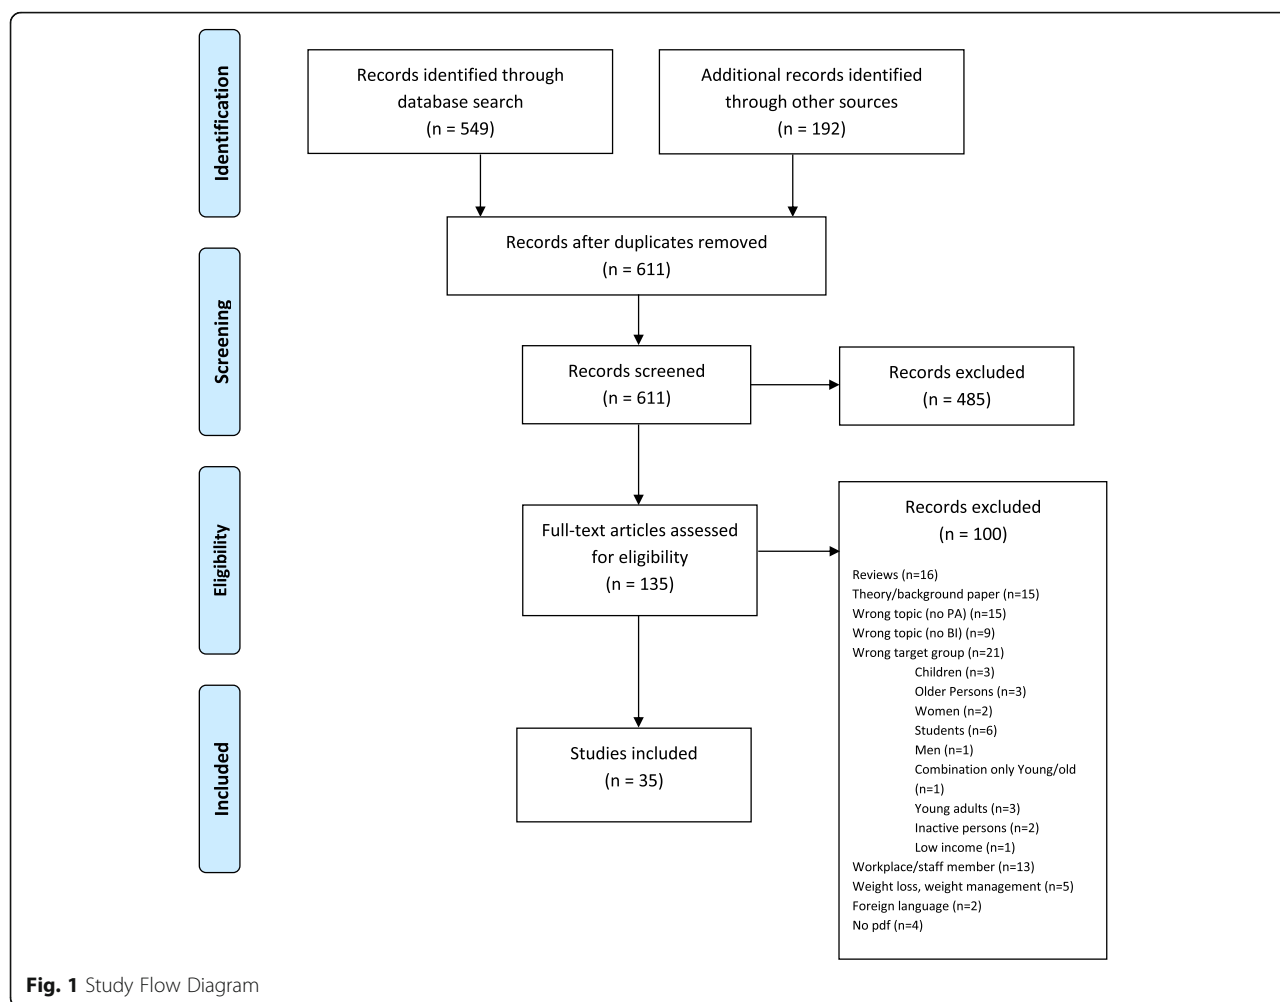 Identification
Records identified through
database search
(n = 549)
Additional records identified
through other sources
(n = 192)
Records after duplicates removed
(n = 611)
Screening
Records screened
(n = 611)
Records excluded
(n = 485)
Eligibility
Full-text articles assessed
for eligibility
(n = 135)
Records excluded
(n = 100)
Reviews (n=16)
Theory/background paper (n=15)
Wrong topic (no PA) (n=15)
Wrong topic (no BI) (n=9)
Wrong target group (n=21)
Children (n=3)
Older Persons (n=3)
Women (n=2)
Students (n=6)
Men (n=1)
Combination only Young/old
(n=1)
Young adults (n=3)
Inactive persons (n=2)
Low income (n=1)
Workplace/staff member (n=13)
Weight loss, weight management (n=5)
Foreign language (n=2)
No pdf (n=4)
Included
Studies included
(n = 35)
Fig. 1 Study Flow Diagram